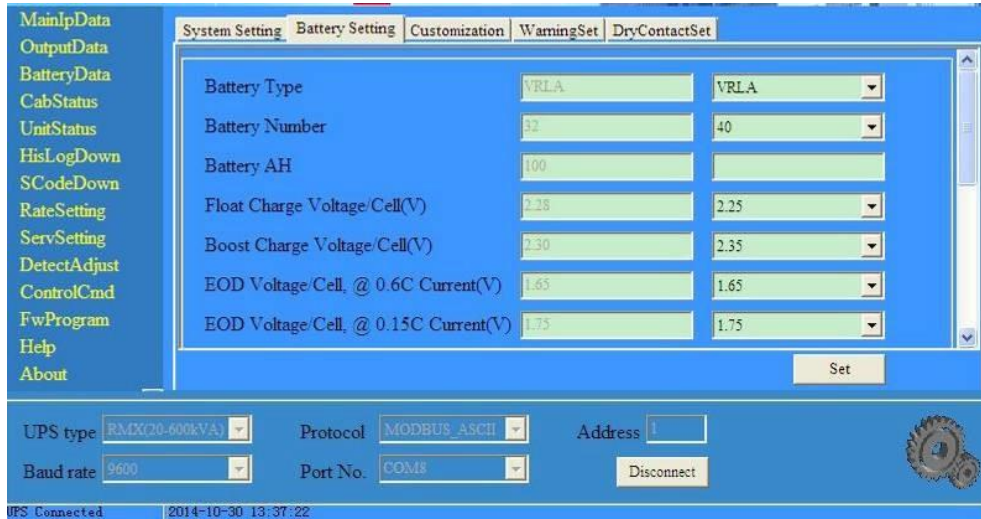 MainIpData
OutputData
BatteryData
CabStatus
UnitStatus
HisLogDown
SCodeDown
RateSetting
ServSetting
DetectAdjust
ControlCmd
FwProgram
Help
About
System Setting Battery Setting Customization WarningSet DryContactSet
Battery Type VRLA VRLA
Battery Number 32 40
Battery AH 100
Float Charge Voltage/Cell(V) 2.28 2.25
Boost Charge Voltage/Cell(V) 2.30 2.35
EOD Voltage/Cell, @ 0.6C Current(V) 1.65 1.65
EOD Voltage/Cell, @ 0.15C Current(V) 1.75 1.75
Set
UPS type RMX(20-600kVA) Protocol MODBUS_ASCII Address 1
Baud rate 9600 Port No. COM8 Disconnect
UPS Connected 2014-10-30 13:37:22